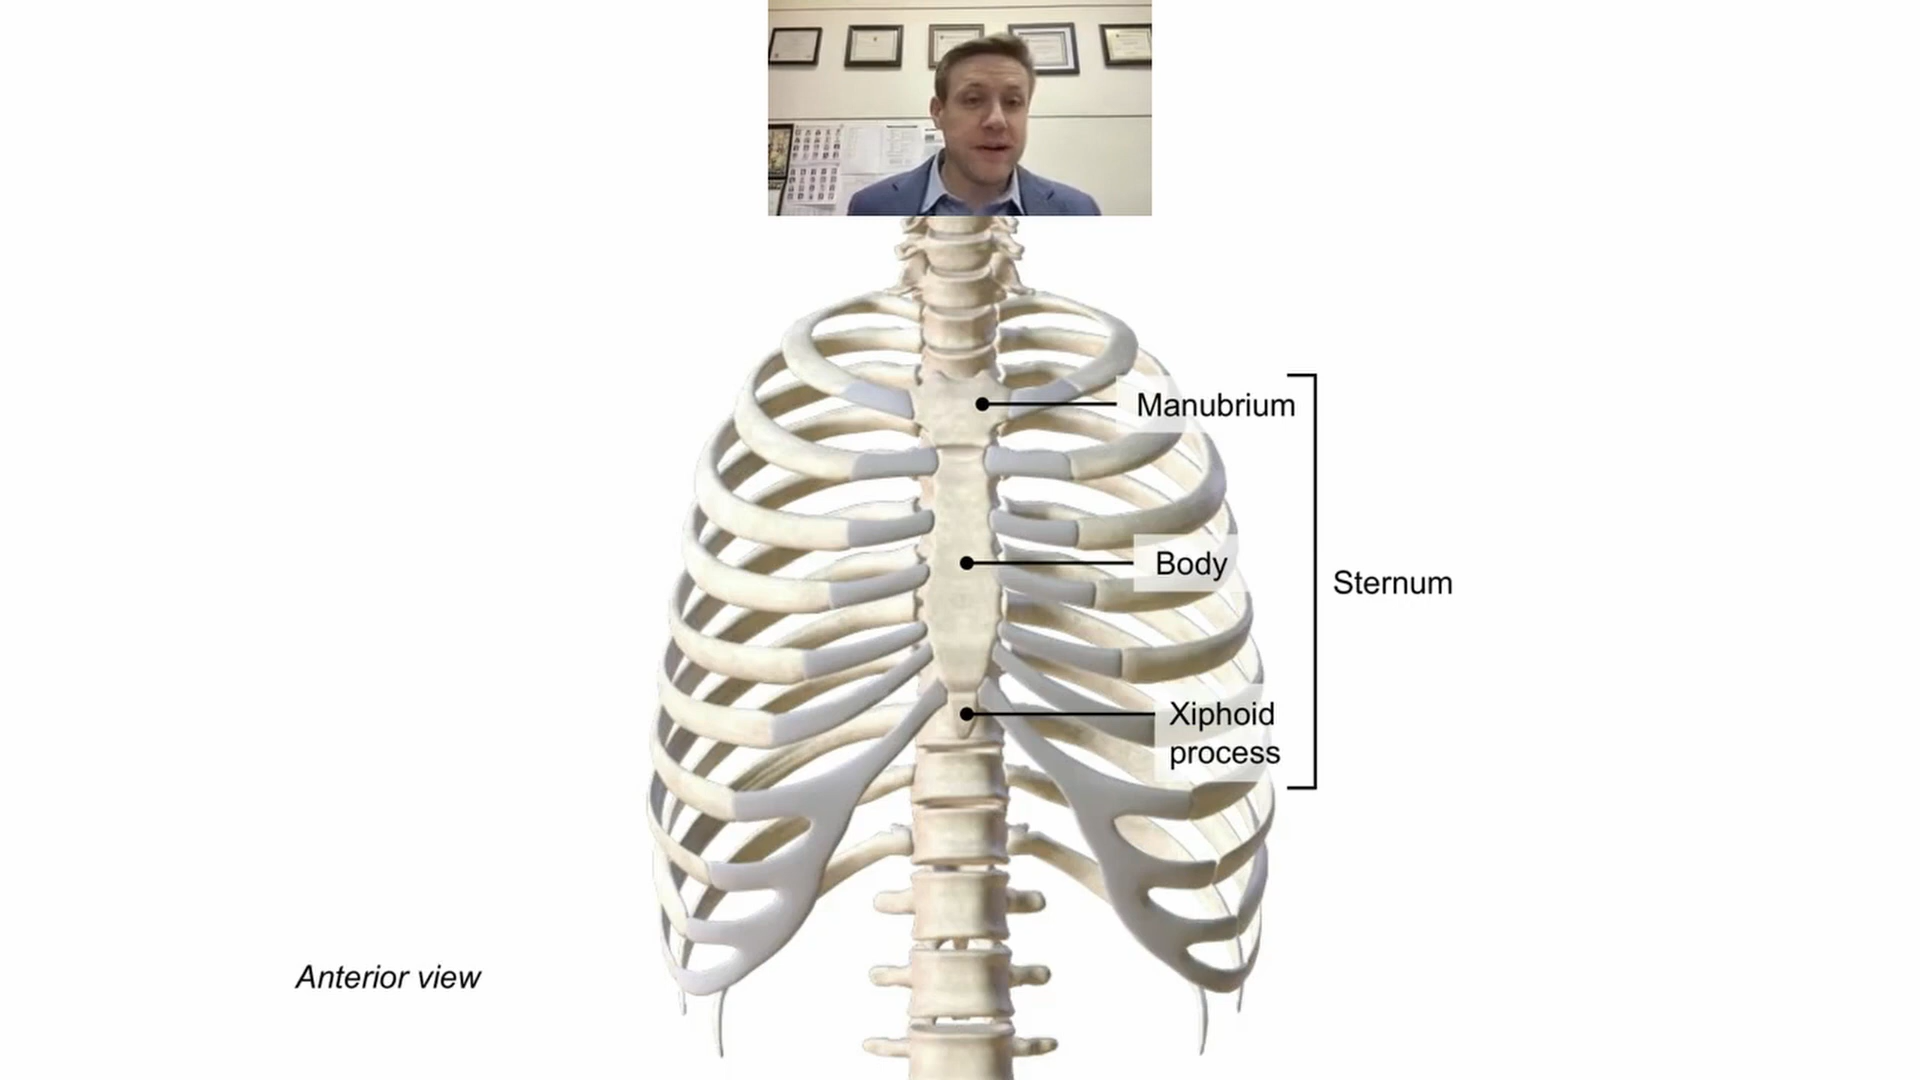 Manubrium
Body
Sternum
Xiphoid
process
Anterior view